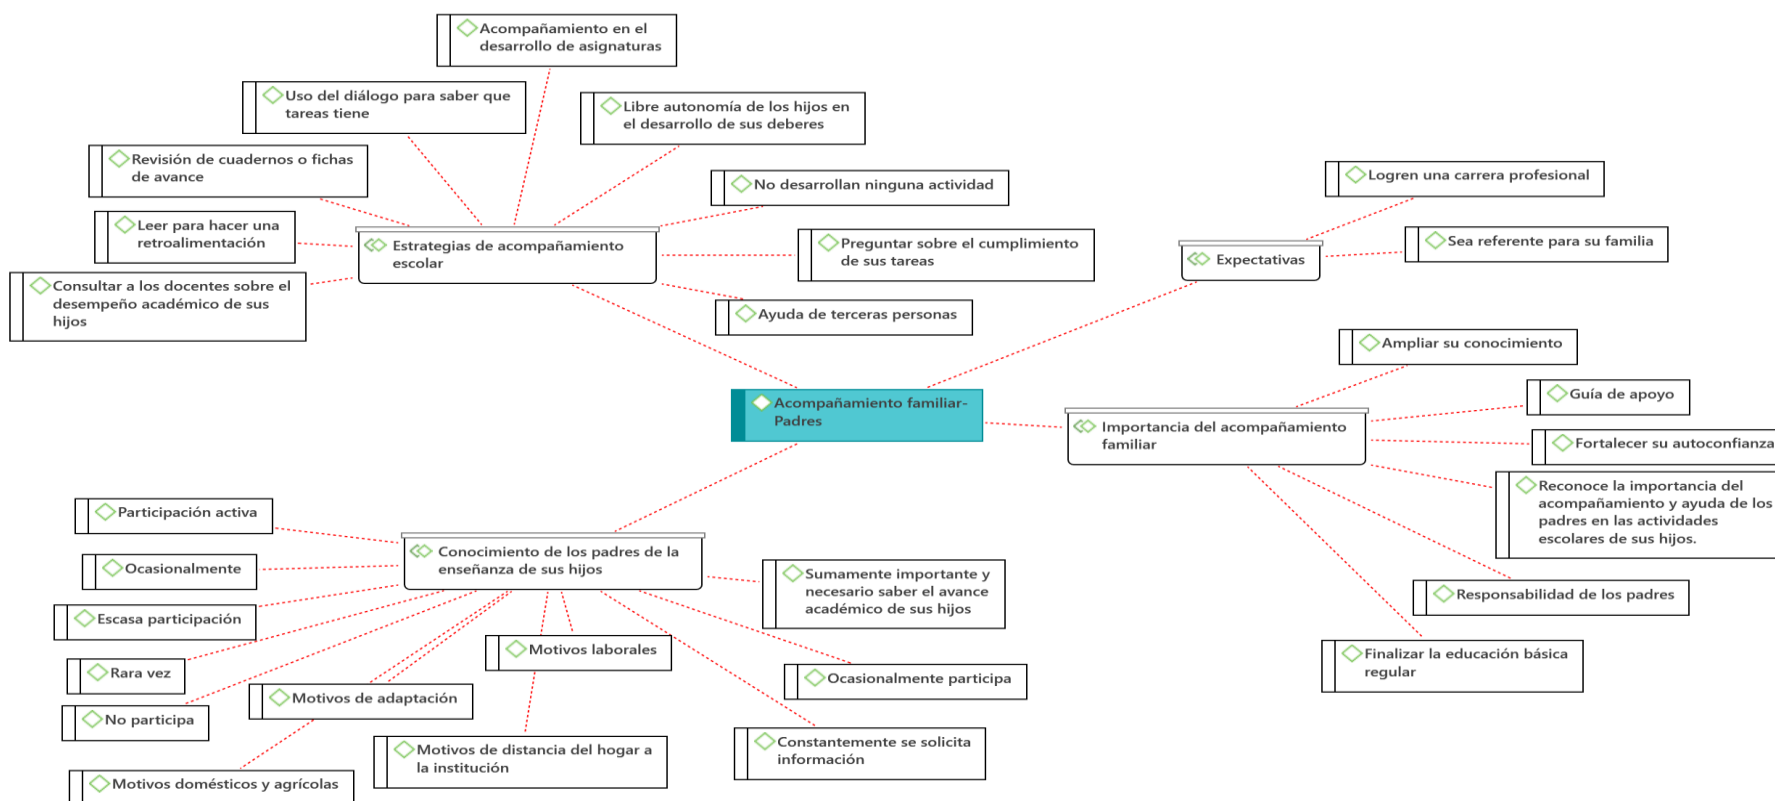 Acompañamiento en el
desarrollo de asignaturas
Uso del diálogo para saber que
tareas tiene
Libre autonomía de los hijos en
el desarrollo de sus deberes
Revisión de cuadernos o fichas
de avance
No desarrollan ninguna actividad
Leer para hacer una
retroalimentación
Estrategias de acompañamiento
escolar
Preguntar sobre el cumplimiento
de sus tareas
Consultar a los docentes sobre el
desempeño académico de sus
hijos
Ayuda de terceras personas
Logren una carrera profesional
Sea referente para su familia
Expectativas
Acompañamiento familiar-
Padres
Ampliar su conocimiento
Guía de apoyo
Importancia del acompañamiento
familiar
Fortalecer su autoconfianza
Reconoce la importancia del
acompañamiento y ayuda de los
padres en las actividades
escolares de sus hijos.
Responsabilidad de los padres
Finalizar la educación básica
regular
Participación activa
Conocimiento de los padres de la
enseñanza de sus hijos
Ocasionalmente
Sumamente importante y
necesario saber el avance
académico de sus hijos
Escasa participación
Motivos laborales
Rara vez
Ocasionalmente participa
Motivos de adaptación
No participa
Motivos de distancia del hogar a
la institución
Constantemente se solicita
información
Motivos domésticos y agrícolas